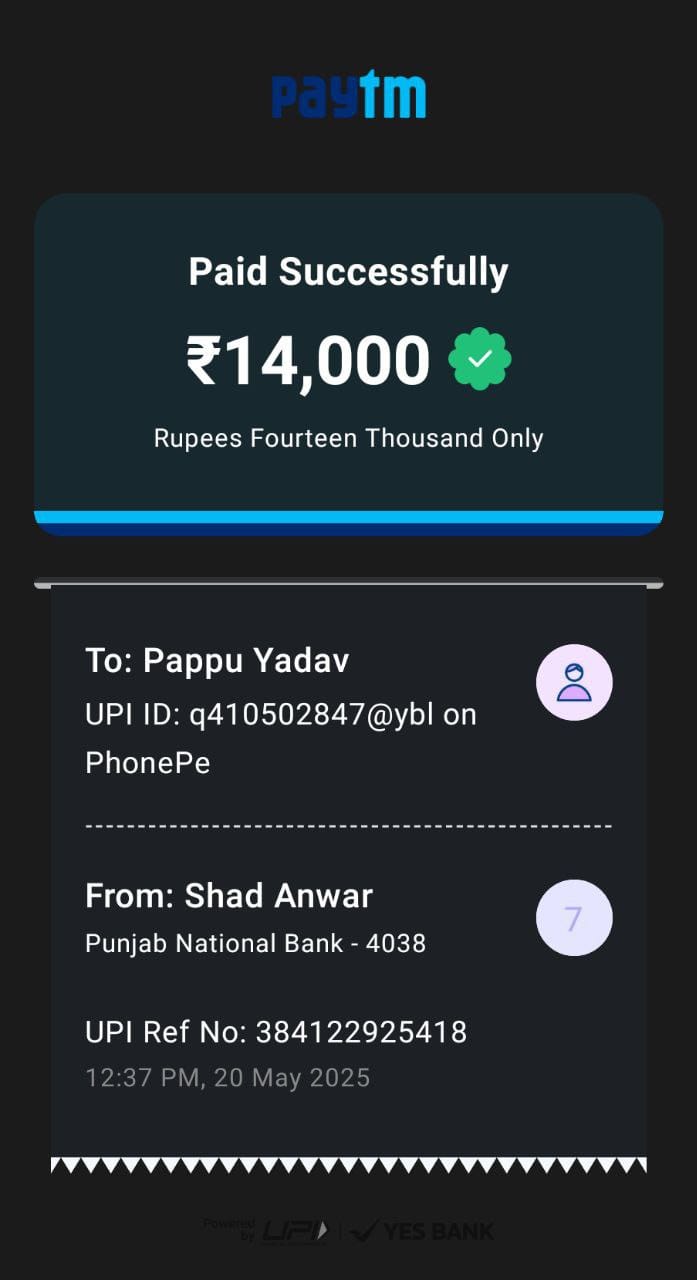 paytm
Paid Successfully
₹14,000
Rupees Fourteen Thousand Only
To: Pappu Yadav
UPI ID: q410502847@ybl on
PhonePe
From: Shad Anwar
7
Punjab National Bank - 4038
UPI Ref No: 384122925418
12:37 PM, 20 May 2025
Powered
by UPI | YES BANK